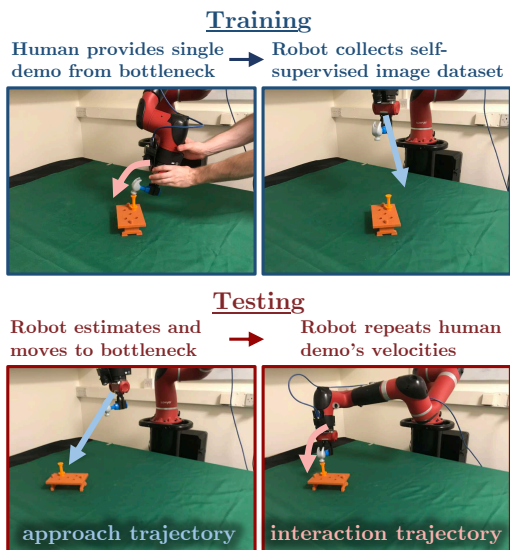 Training
Human provides single
demo from bottleneck
Robot collects self-
supervised image dataset
Testing
Robot estimates and
moves to bottleneck
Robot repeats human
demo's velocities
approach trajectory
interaction trajectory